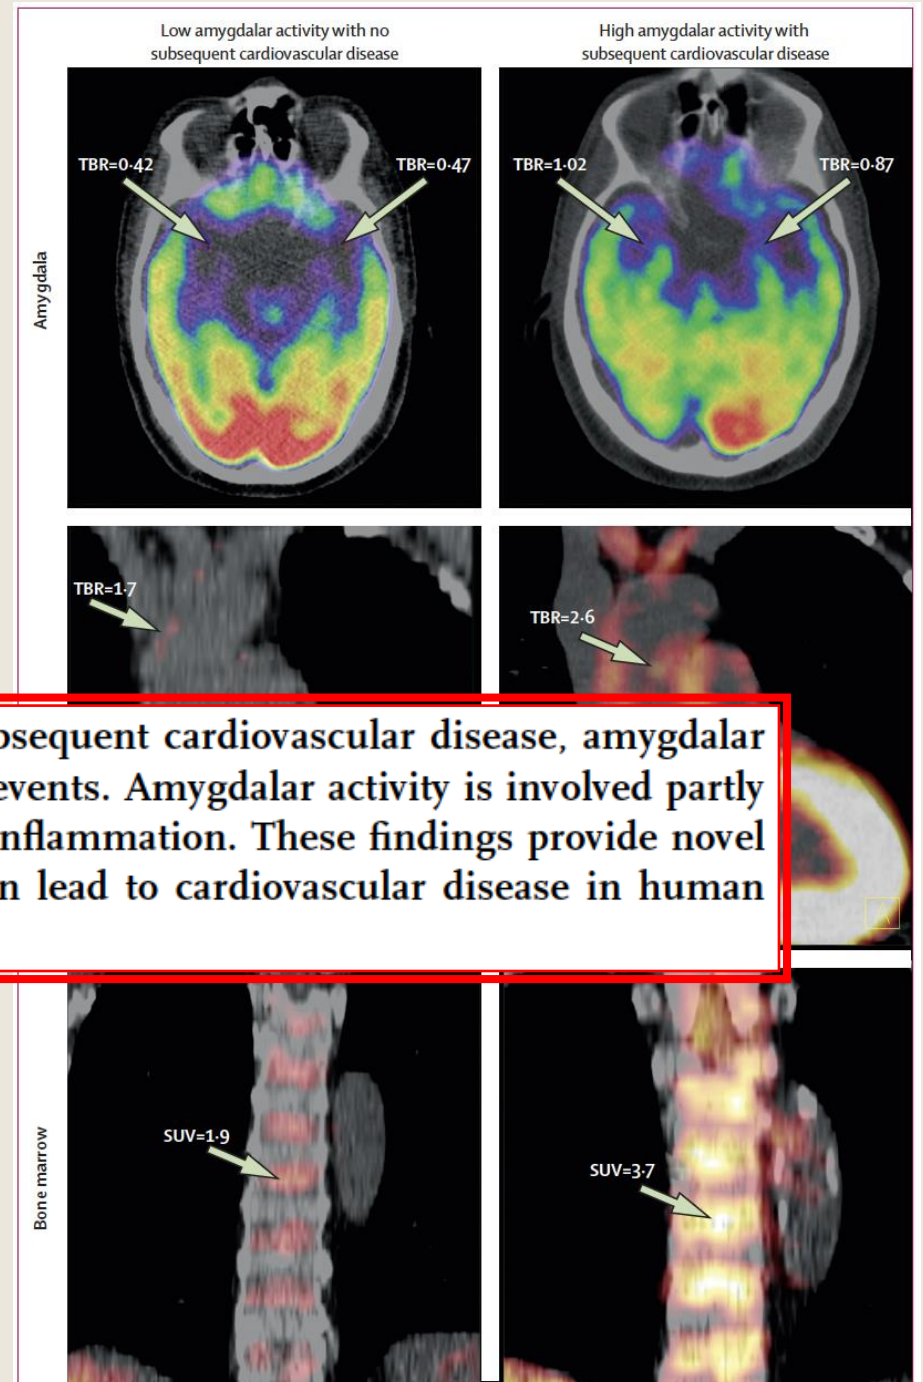 Low amygdalar activity with no
subsequent cardiovascular disease
High amygdalar activity with
subsequent cardiovascular disease
TBR=0·42
TBR=0·47
TBR=1·02
TBR=0·87
Amygdala
TBR=1·7
TBR=2·6
bsequent cardiovascular disease, amygdalar
events. Amygdalar activity is involved partly
nflammation. These findings provide novel
n lead to cardiovascular disease in human
A
SUV=1·9
SUV=3·7
Bone marrow